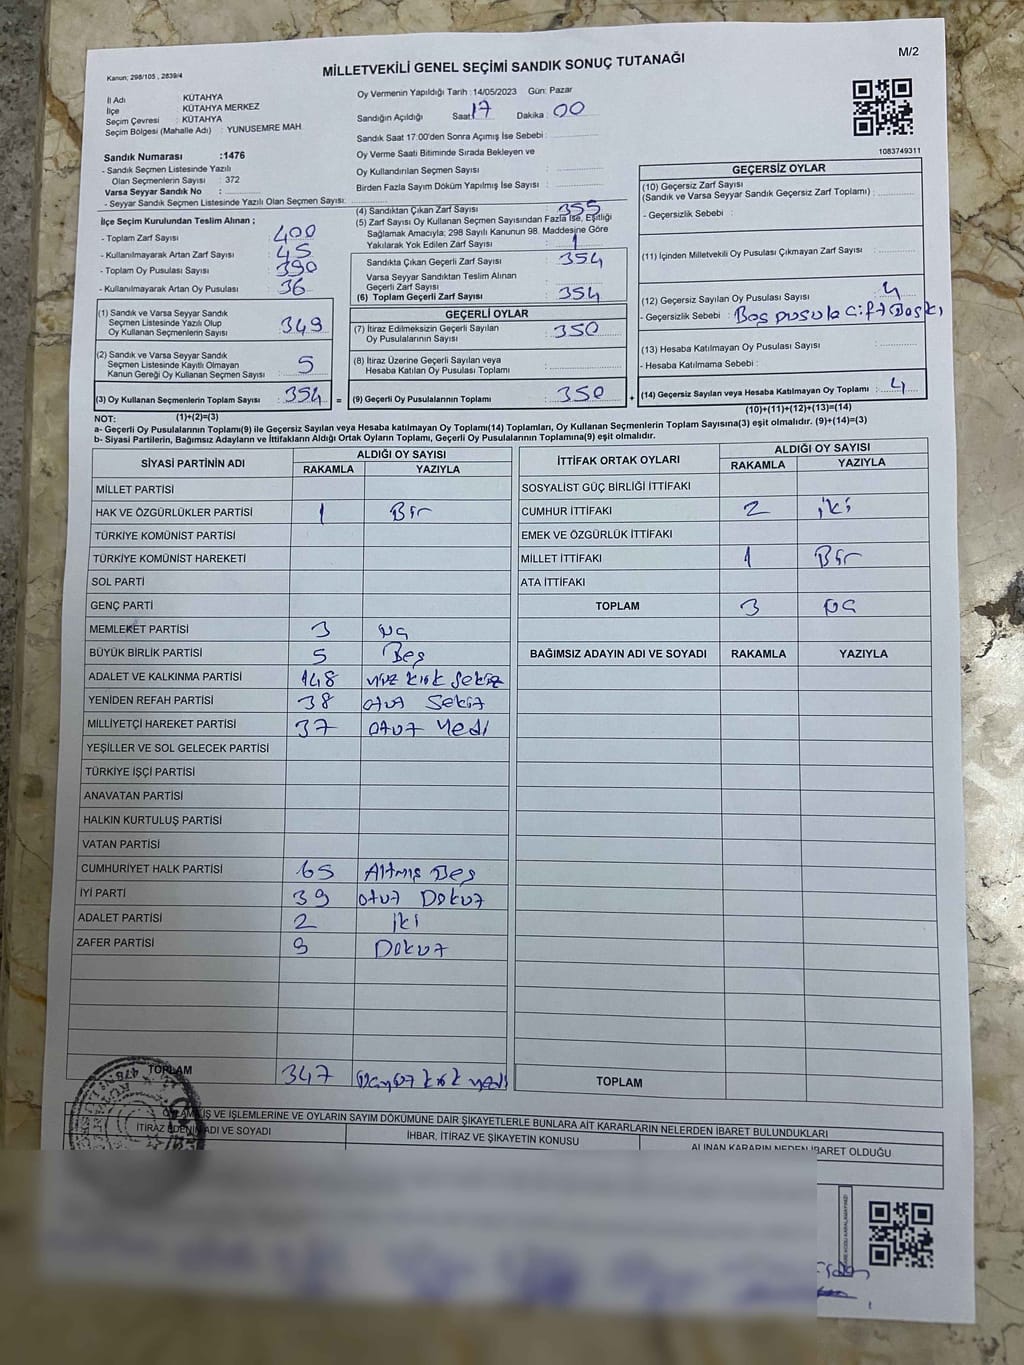 M/2
Kanun; 298/105 , 2839/4
MİLLETVEKİLİ GENEL SEÇİMİ SANDIK SONUÇ TUTANAĞI
İl Adı KÜTAHYA
İlçe KÜTAHYA MERKEZ
Seçim Çevresi : KÜTAHYA
Seçim Bölgesi (Mahalle Adı) : YUNUSEMRE MAH.
Oy Vermenin Yapıldığı Tarih :14/05/2023 Gün: Pazar
Sandığın Açıldığı Saat 17 Dakika : 00
Sandık Saat 17:00'den Sonra Açımış İse Sebebi :
Oy Verme Saati Bitiminde Sırada Bekleyen ve
Oy Kullandırılan Seçmen Sayısı :
Birden Fazla Sayım Döküm Yapılmış İse Sayısı :
1083749311
Sandık Numarası :1476
- Sandık Seçmen Listesinde Yazılı
Olan Seçmenlerin Sayısı : 372
Varsa Seyyar Sandık No :
- Seyyar Sandık Seçmen Listesinde Yazılı Olan Seçmen Sayısı:
İlçe Seçim Kurulundan Teslim Alınan ;
- Toplam Zarf Sayısı : 400
- Kullanılmayarak Artan Zarf Sayısı : 45
- Toplam Oy Pusulası Sayısı : 390
- Kullanılmayarak Artan Oy Pusulası : 36
(1) Sandık ve Varsa Seyyar Sandık
Seçmen Listesinde Yazılı Olup
Oy Kullanan Seçmenlerin Sayısı : 349
(2) Sandık ve Varsa Seyyar Sandık
Seçmen Listesinde Kayıtlı Olmayan
Kanun Gereği Oy Kullanan Seçmen Sayısı : 5
(3) Oy Kullanan Seçmenlerin Toplam Sayısı : 354 =
(4) Sandıktan Çıkan Zarf Sayısı : 355
(5) Zarf Sayısı Oy Kullanan Seçmen Sayısından Fazla İse, Eşitliği
Sağlamak Amacıyla; 298 Sayılı Kanunun 98. Maddesine Göre
Yakılarak Yok Edilen Zarf Sayısı : 1
Sandıkta Çıkan Geçerli Zarf Sayısı : 354
Varsa Seyyar Sandıktan Teslim Alınan
Geçerli Zarf Sayısı :
(6) Toplam Geçerli Zarf Sayısı : 354
GEÇERLİ OYLAR
(7) İtiraz Edilmeksizin Geçerli Sayılan
Oy Pusulalarının Sayısı : 350
(8) İtiraz Üzerine Geçerli Sayılan veya
Hesaba Katılan Oy Pusulası Toplamı :
(9) Geçerli Oy Pusulalarının Toplamı : 350 +
GEÇERSİZ OYLAR
(10) Geçersiz Zarf Sayısı
(Sandık ve Varsa Seyyar Sandık Geçersiz Zarf Toplamı) :
- Geçersizlik Sebebi :
(11) İçinden Milletvekili Oy Pusulası Çıkmayan Zarf Sayısı :
(12) Geçersiz Sayılan Oy Pusulası Sayısı : 4
- Geçersizlik Sebebi : Boş pusula çift Baskı
(13) Hesaba Katılmayan Oy Pusulası Sayısı :
- Hesaba Katılmama Sebebi :
(14) Geçersiz Sayılan veya Hesaba Katılmayan Oy Toplamı : 4
(10)+(11)+(12)+(13)=(14)
NOT: (1)+(2)=(3)
a- Geçerli Oy Pusulalarının Toplamı(9) ile Geçersiz Sayılan veya Hesaba katılmayan Oy Toplamı(14) Toplamları, Oy Kullanan Seçmenlerin Toplam Sayısına(3) eşit olmalıdır. (9)+(14)=(3)
b- Siyasi Partilerin, Bağımsız Adayların ve İttifakların Aldığı Ortak Oyların Toplamı, Geçerli Oy Pusulalarının Toplamına(9) eşit olmalıdır.
SİYASİ PARTİNİN ADI ALDIĞI OY SAYISI
RAKAMLA YAZIYLA
MİLLET PARTİSİ
HAK VE ÖZGÜRLÜKLER PARTİSİ 1 Bir
TÜRKİYE KOMÜNİST PARTİSİ
TÜRKİYE KOMÜNİST HAREKETİ
SOL PARTİ
GENÇ PARTİ
MEMLEKET PARTİSİ 3 üç
BÜYÜK BİRLİK PARTİSİ 5 Beş
ADALET VE KALKINMA PARTİSİ 148 yüz kırk sekiz
YENİDEN REFAH PARTİSİ 38 otuz sekiz
MİLLİYETÇİ HAREKET PARTİSİ 37 otuz yedi
YEŞİLLER VE SOL GELECEK PARTİSİ
TÜRKİYE İŞÇİ PARTİSİ
ANAVATAN PARTİSİ
HALKIN KURTULUŞ PARTİSİ
VATAN PARTİSİ
CUMHURİYET HALK PARTİSİ 65 Altmış Beş
İYİ PARTİ 39 otuz Dokuz
ADALET PARTİSİ 2 iki
ZAFER PARTİSİ 9 Dokuz
TOPLAM 347 üçyüz kırk yedi
İTTİFAK ORTAK OYLARI ALDIĞI OY SAYISI
RAKAMLA YAZIYLA
SOSYALİST GÜÇ BİRLİĞİ İTTİFAKI
CUMHUR İTTİFAKI 2 iki
EMEK VE ÖZGÜRLÜK İTTİFAKI
MİLLET İTTİFAKI 1 Bir
ATA İTTİFAKI
TOPLAM 3 üç
BAĞIMSIZ ADAYIN ADI VE SOYADI RAKAMLA YAZIYLA
TOPLAM
İŞ VE İŞLEMLERİNE VE OYLARIN SAYIM DÖKÜMÜNE DAİR ŞİKAYETLERLE BUNLARA AİT KARARLARIN NELERDEN İBARET BULUNDUKLARI
İTİRAZ EDENİN ADI VE SOYADI İHBAR, İTİRAZ VE ŞİKAYETİN KONUSU ALINAN KARARIN NEDEN İBARET OLDUĞU